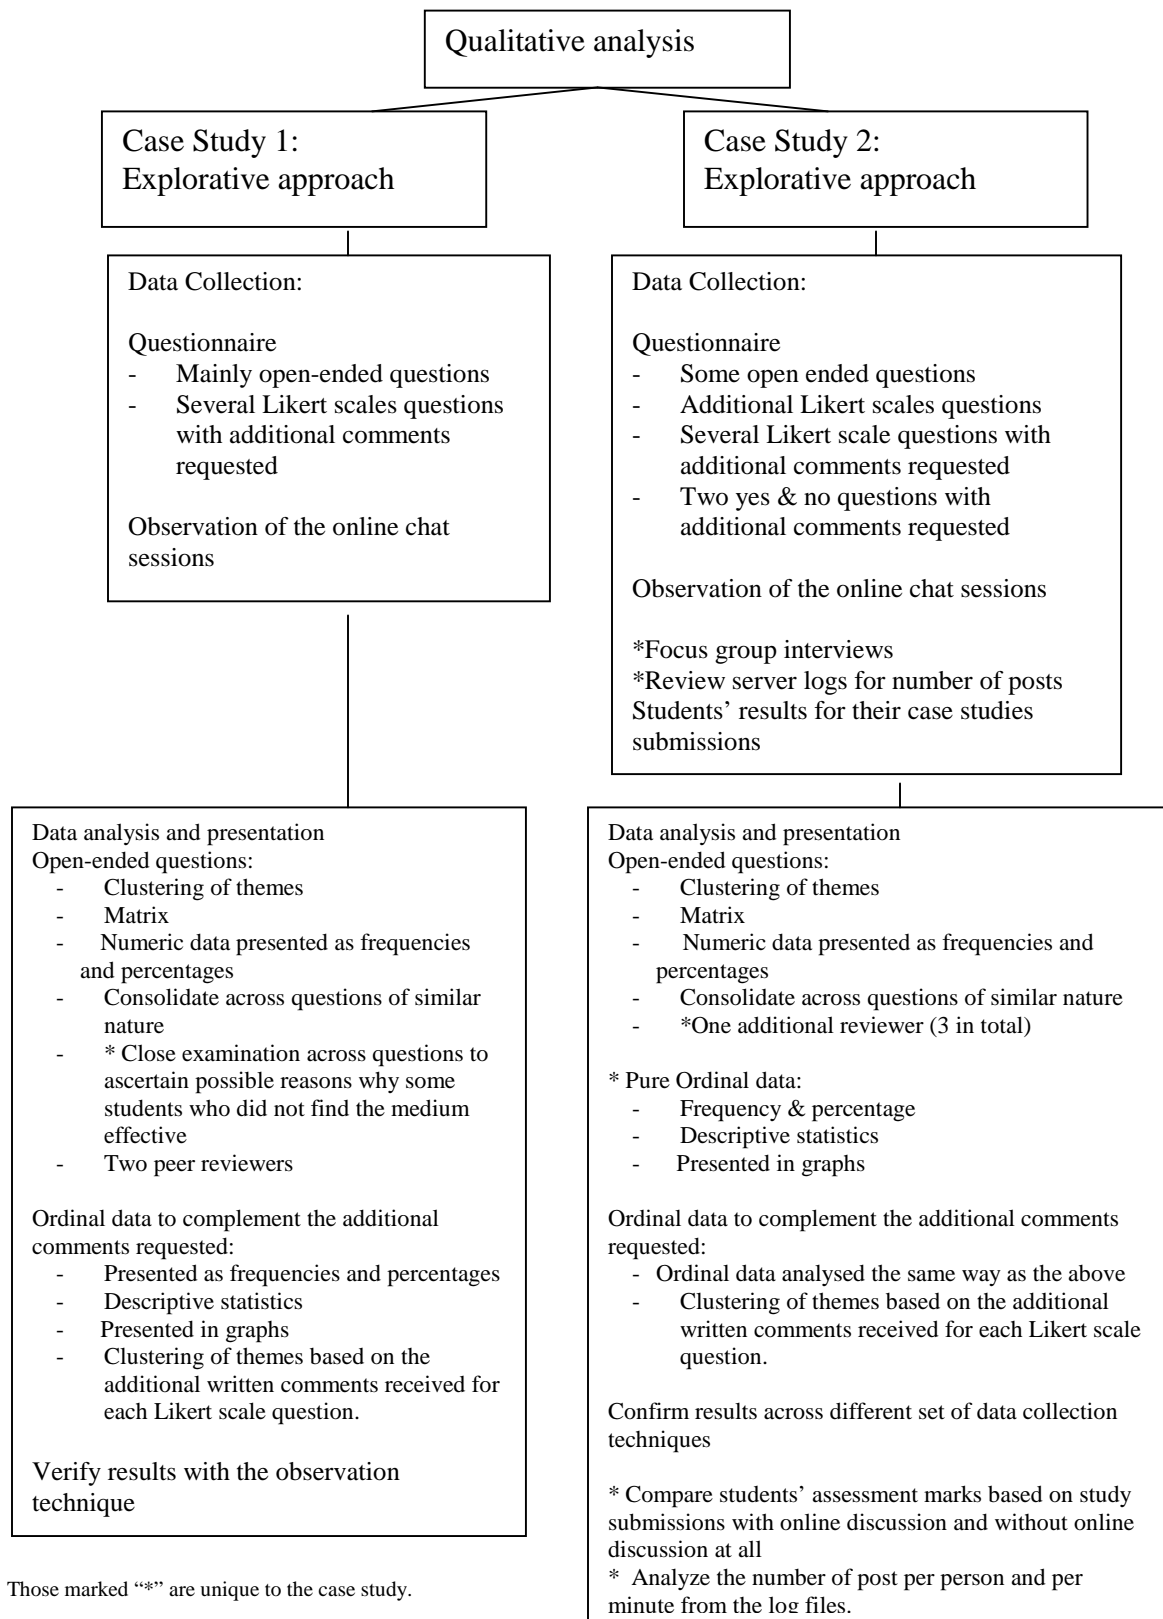 Qualitative analysis
Case Study 1:
Explorative approach
Case Study 2:
Explorative approach
Data Collection:
Questionnaire
- Mainly open-ended questions
- Several Likert scales questions
with additional comments
requested
Observation of the online chat
sessions
Data Collection:
Questionnaire
- Some open ended questions
- Additional Likert scales questions
- Several Likert scale questions with
additional comments requested
- Two yes & no questions with
additional comments requested
Observation of the online chat sessions
*Focus group interviews
*Review server logs for number of posts
Students’ results for their case studies
submissions
Data analysis and presentation
Open-ended questions:
- Clustering of themes
- Matrix
- Numeric data presented as frequencies
and percentages
- Consolidate across questions of similar
nature
- * Close examination across questions to
ascertain possible reasons why some
students who did not find the medium
effective
- Two peer reviewers
Ordinal data to complement the additional
comments requested:
- Presented as frequencies and percentages
- Descriptive statistics
- Presented in graphs
- Clustering of themes based on the
additional written comments received for
each Likert scale question.
Verify results with the observation
technique
Data analysis and presentation
Open-ended questions:
- Clustering of themes
- Matrix
- Numeric data presented as frequencies and
percentages
- Consolidate across questions of similar nature
- *One additional reviewer (3 in total)
* Pure Ordinal data:
- Frequency & percentage
- Descriptive statistics
- Presented in graphs
Ordinal data to complement the additional comments
requested:
- Ordinal data analysed the same way as the above
- Clustering of themes based on the additional
written comments received for each Likert scale
question.
Confirm results across different set of data collection
techniques
* Compare students’ assessment marks based on study
submissions with online discussion and without online
discussion at all
* Analyze the number of post per person and per
minute from the log files.
Those marked “*” are unique to the case study.